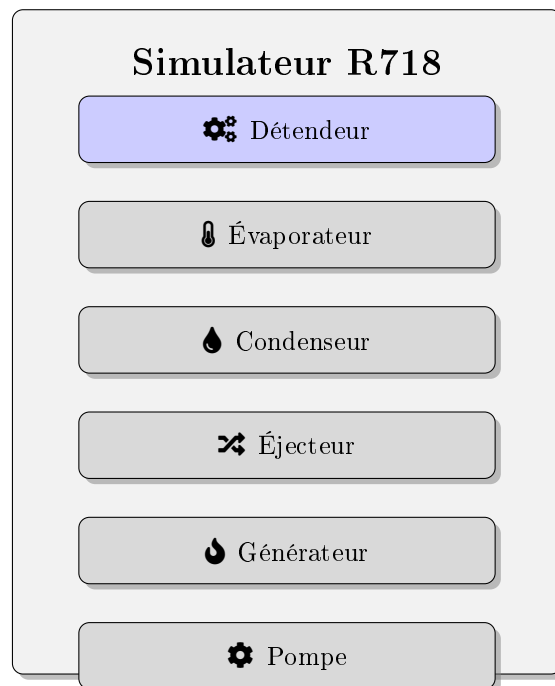 Simulateur R718
Détendeur
Évaporateur
Condenseur
Éjecteur
Générateur
Pompe